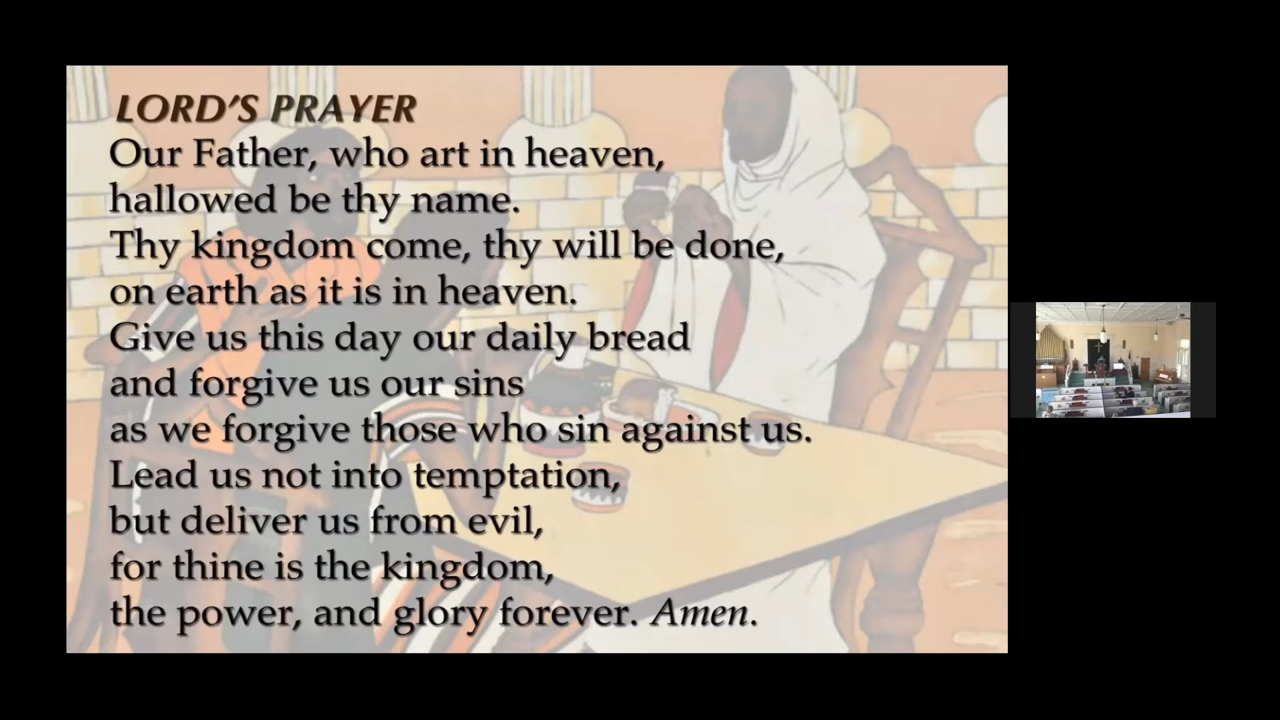 LORD'S PRAYER
Our Father, who art in heaven,
hallowed be thy name.
Thy kingdom come, thy will be done,
on earth as it is in heaven.
Give us this day our daily bread
and forgive us our sins
as we forgive those who sin against us.
Lead us not into temptation,
but deliver us from evil,
for thine is the kingdom,
the power, and glory forever. Amen.